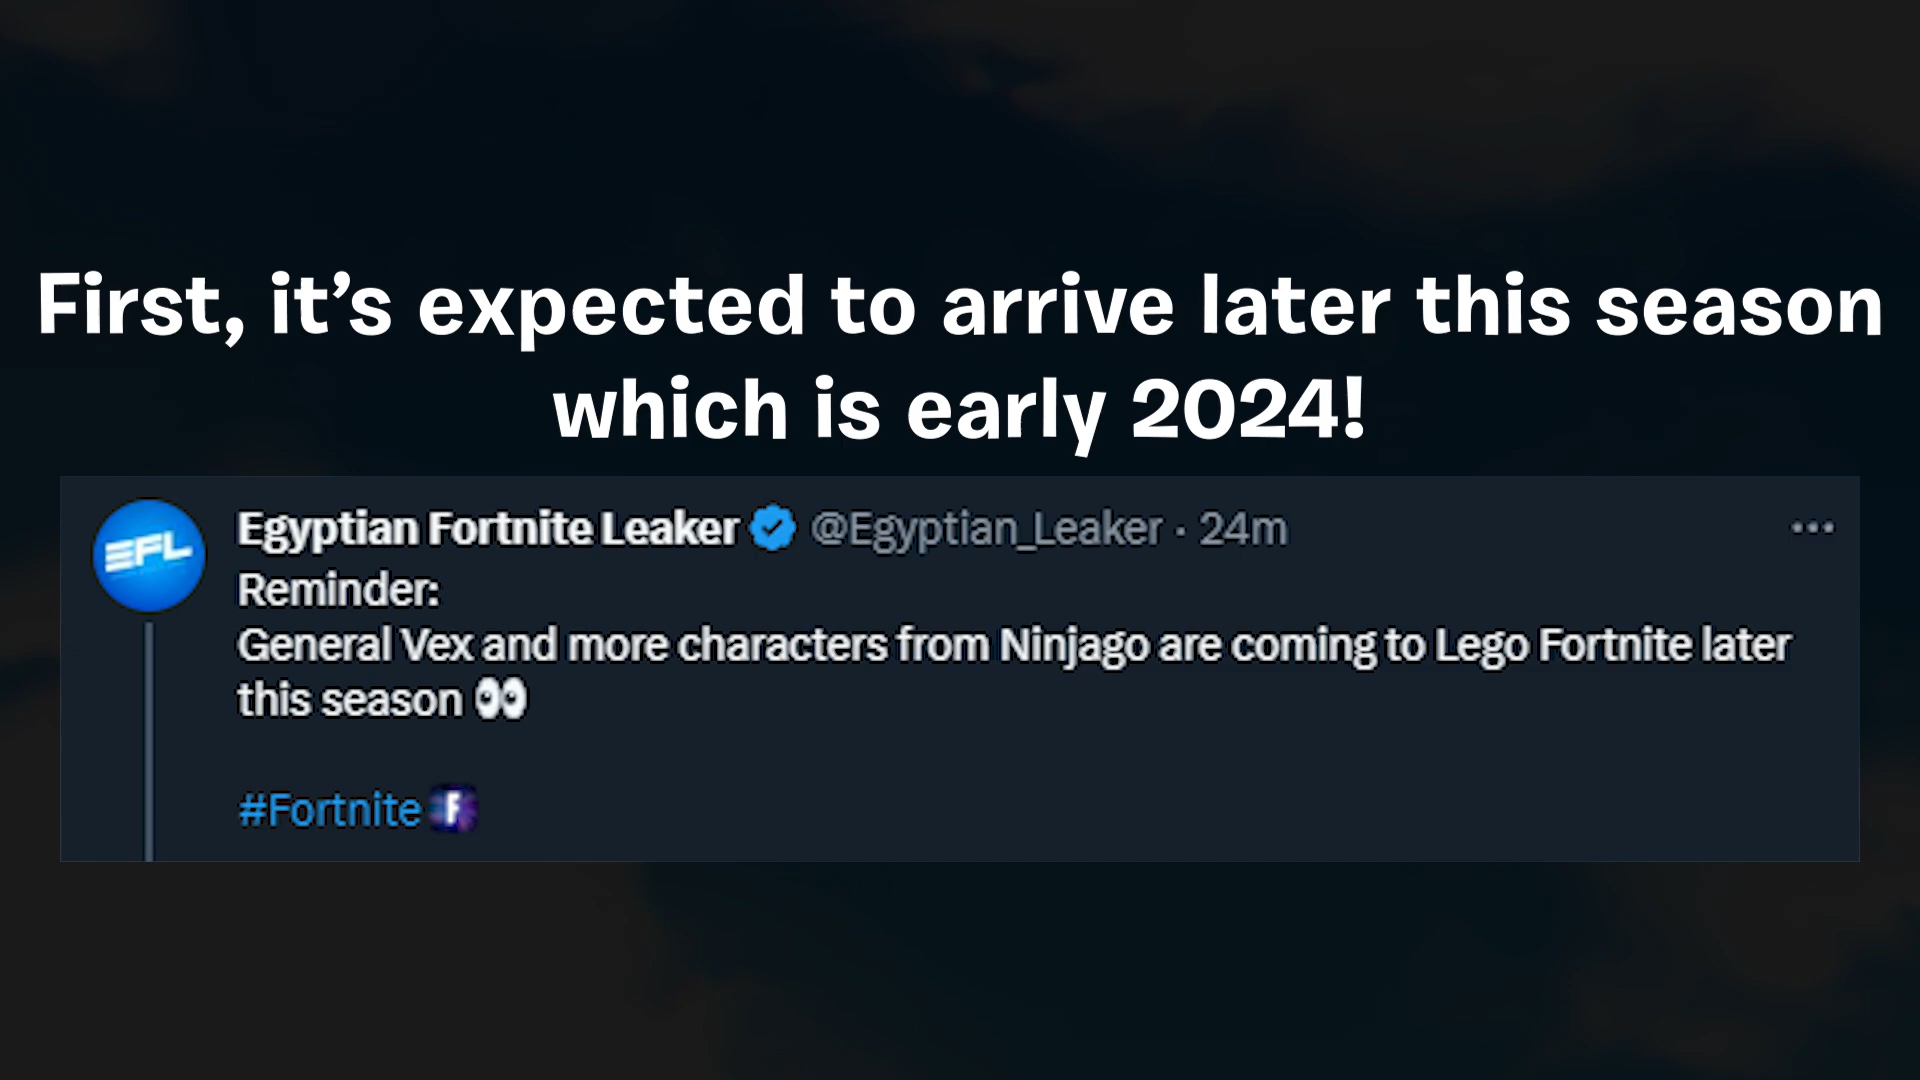 First, it’s expected to arrive later this season
which is early 2024!
EFL
Egyptian Fortnite Leaker @Egyptian_Leaker · 24m
Reminder:
General Vex and more characters from Ninjago are coming to Lego Fortnite later
this season 👀
#Fortnite F